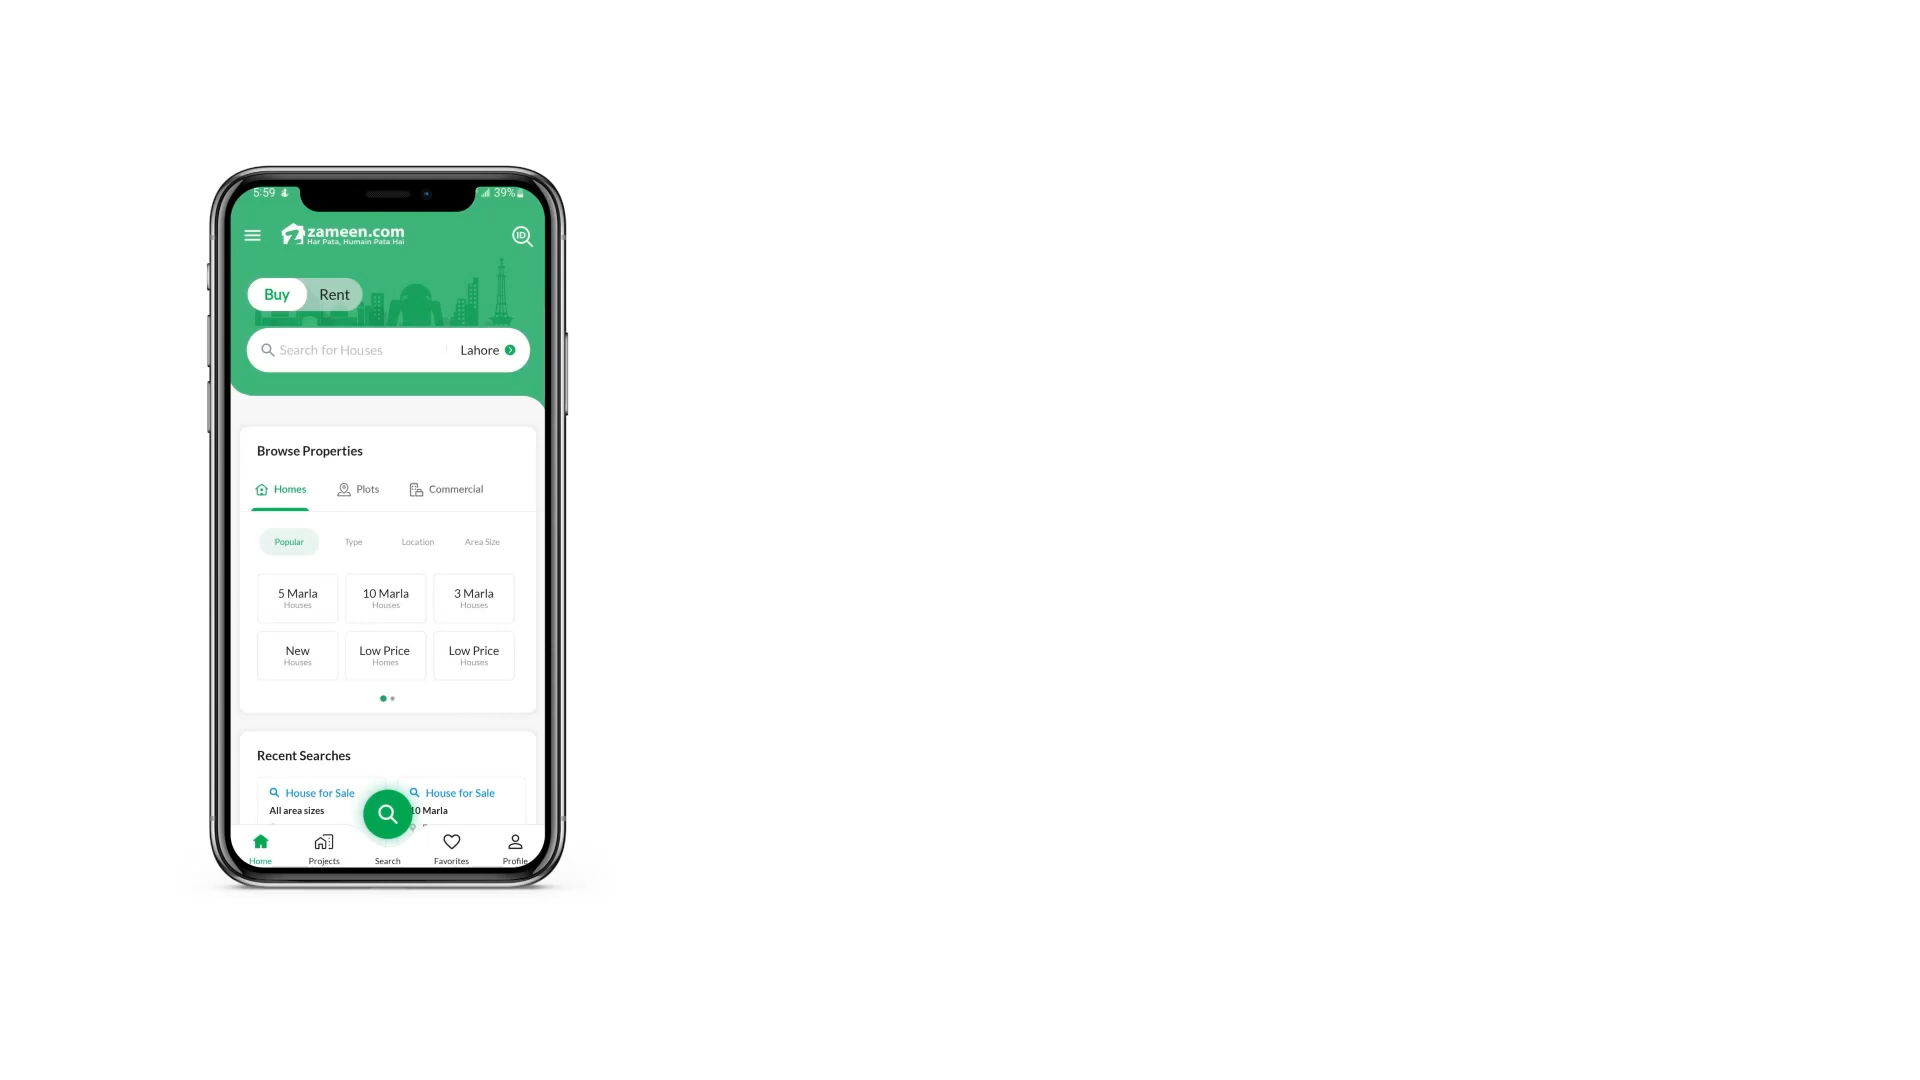 5:59
39%
zameen.com
Har Pata, Humain Pata Hai
ID
Buy Rent
Search for Houses Lahore
Browse Properties
Homes Plots Commercial
Popular Type Location Area Size
5 Marla 10 Marla 3 Marla
Houses Houses Houses
New Low Price Low Price
Houses Homes Houses
Recent Searches
House for Sale House for Sale
All area sizes 10 Marla
Home Projects Search Favorites Profile